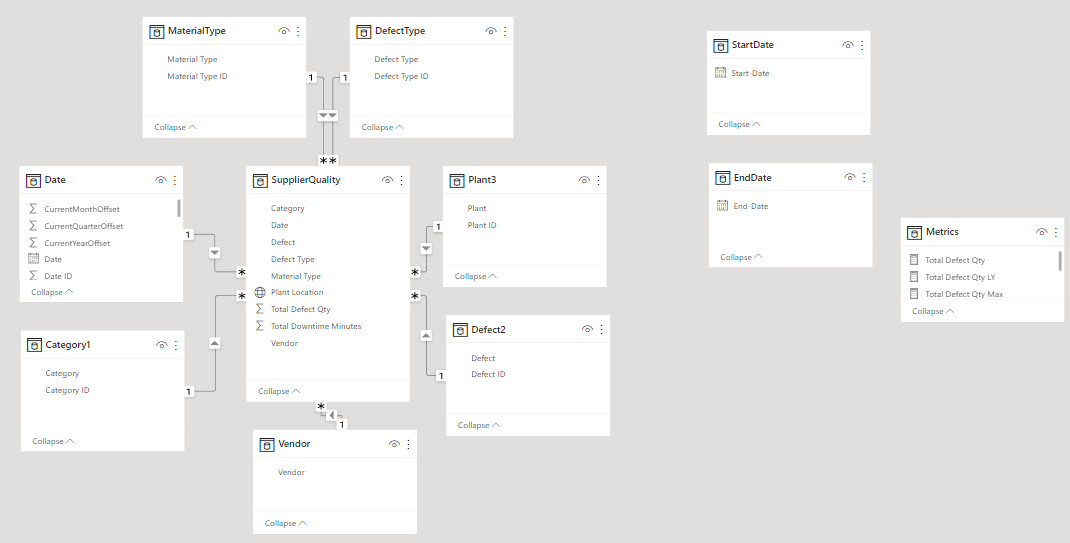 MaterialType
Material Type
Material Type ID
Collapse
DefectType
Defect Type
Defect Type ID
Collapse
StartDate
Start-Date
Collapse
1
1
**
Date
CurrentMonthOffset
CurrentQuarterOffset
CurrentYearOffset
Date
Date ID
Collapse
1
*
SupplierQuality
Category
Date
Defect
Defect Type
Material Type
Plant Location
Total Defect Qty
Total Downtime Minutes
Vendor
Collapse
Plant3
Plant
Plant ID
Collapse
1
*
EndDate
End-Date
Collapse
Metrics
Total Defect Qty
Total Defect Qty LY
Total Defect Qty Max
Collapse
Category1
Category
Category ID
Collapse
1
*
Defect2
Defect
Defect ID
Collapse
1
*
*
1
Vendor
Vendor
Collapse